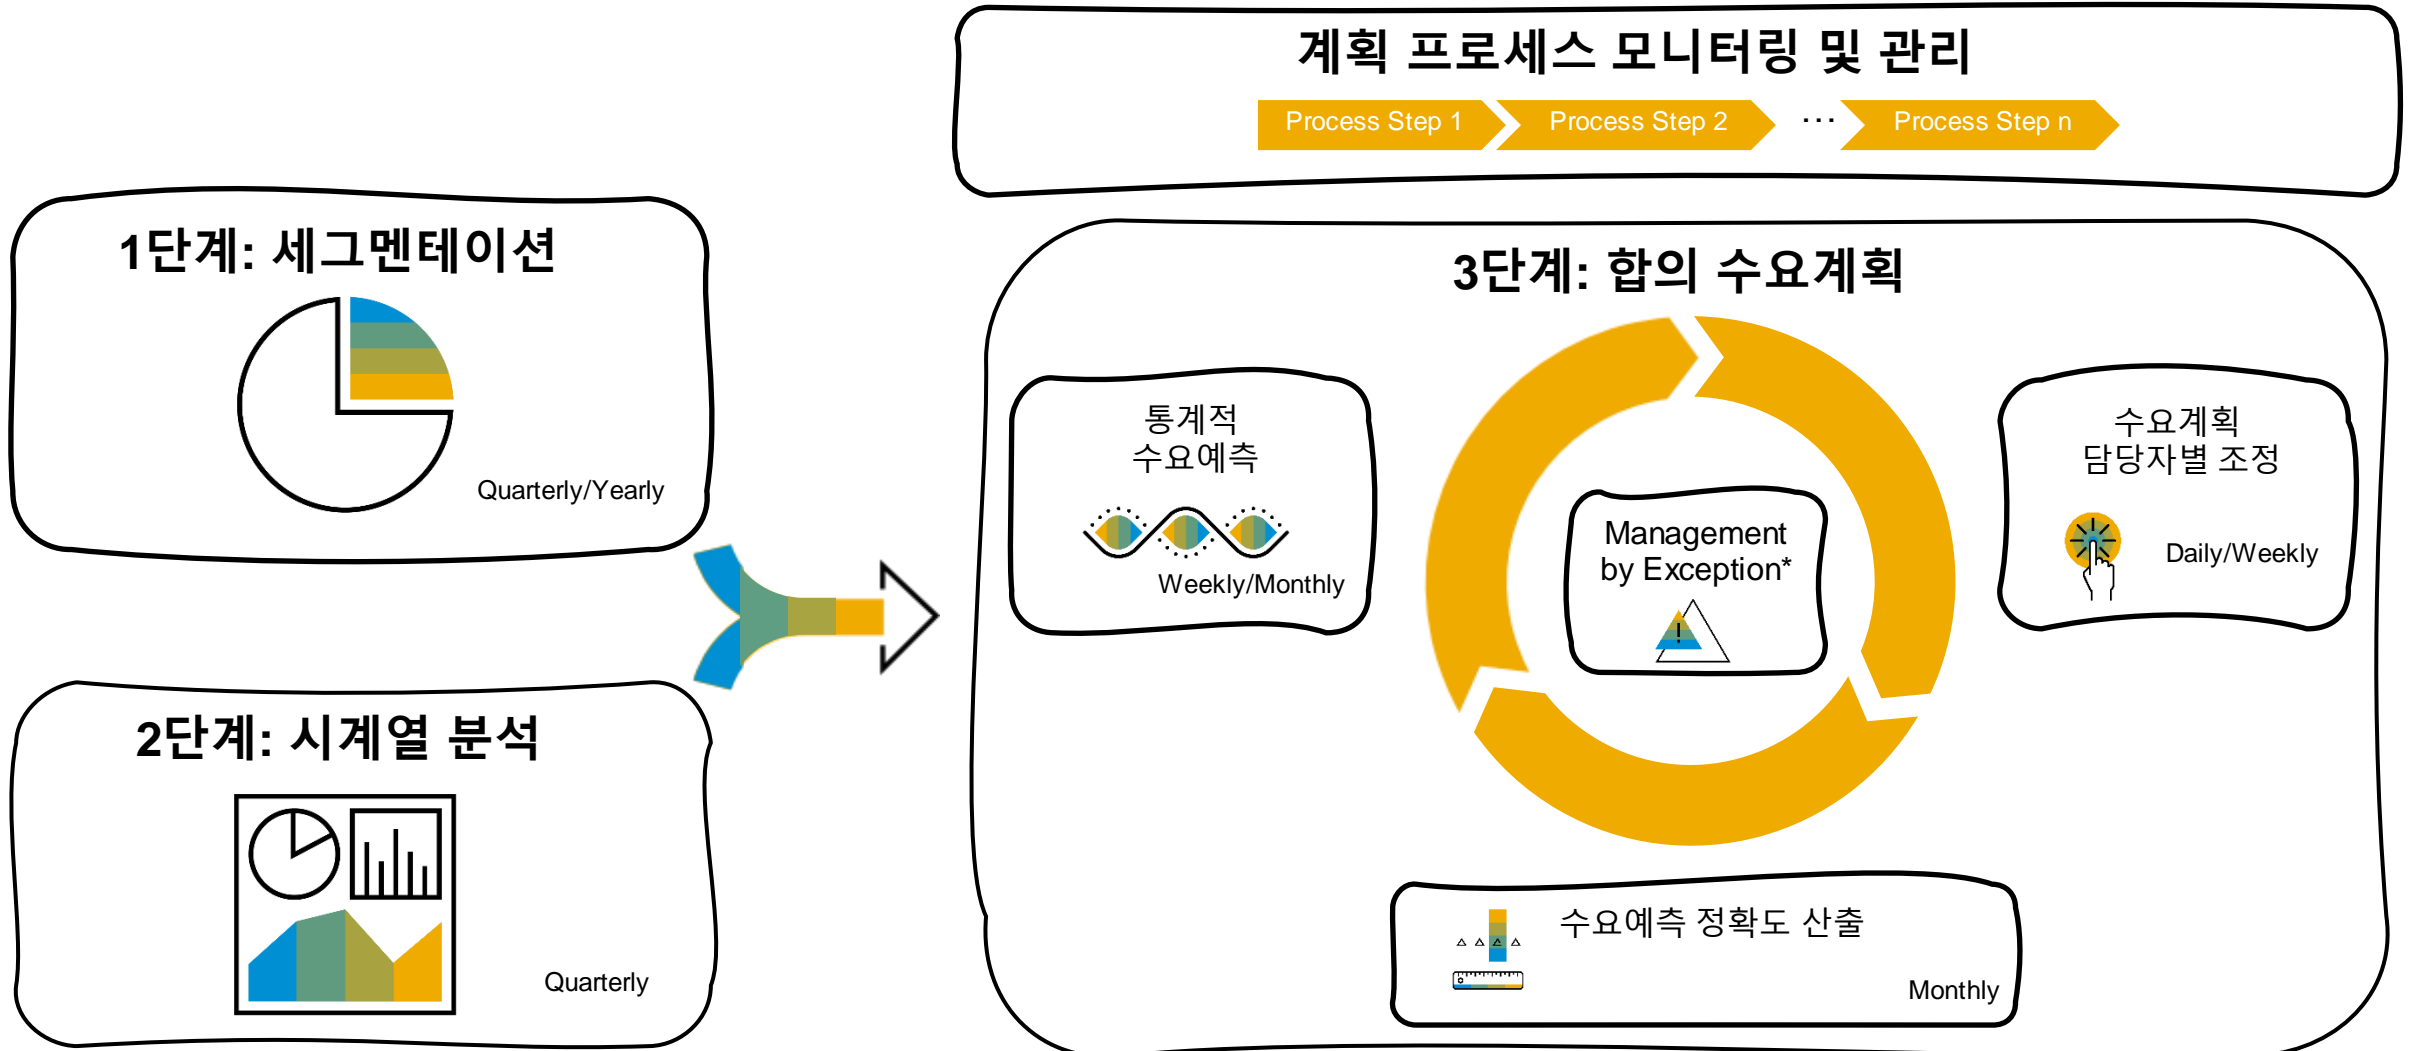 계획 프로세스 모니터링 및 관리
Process Step 1
Process Step 2
...
Process Step n
1단계: 세그멘테이션
Quarterly/Yearly
2단계: 시계열 분석
Quarterly
3단계: 합의 수요계획
통계적
수요예측
Weekly/Monthly
Management
by Exception*
!
수요계획
담당자별 조정
Daily/Weekly
수요예측 정확도 산출
Monthly